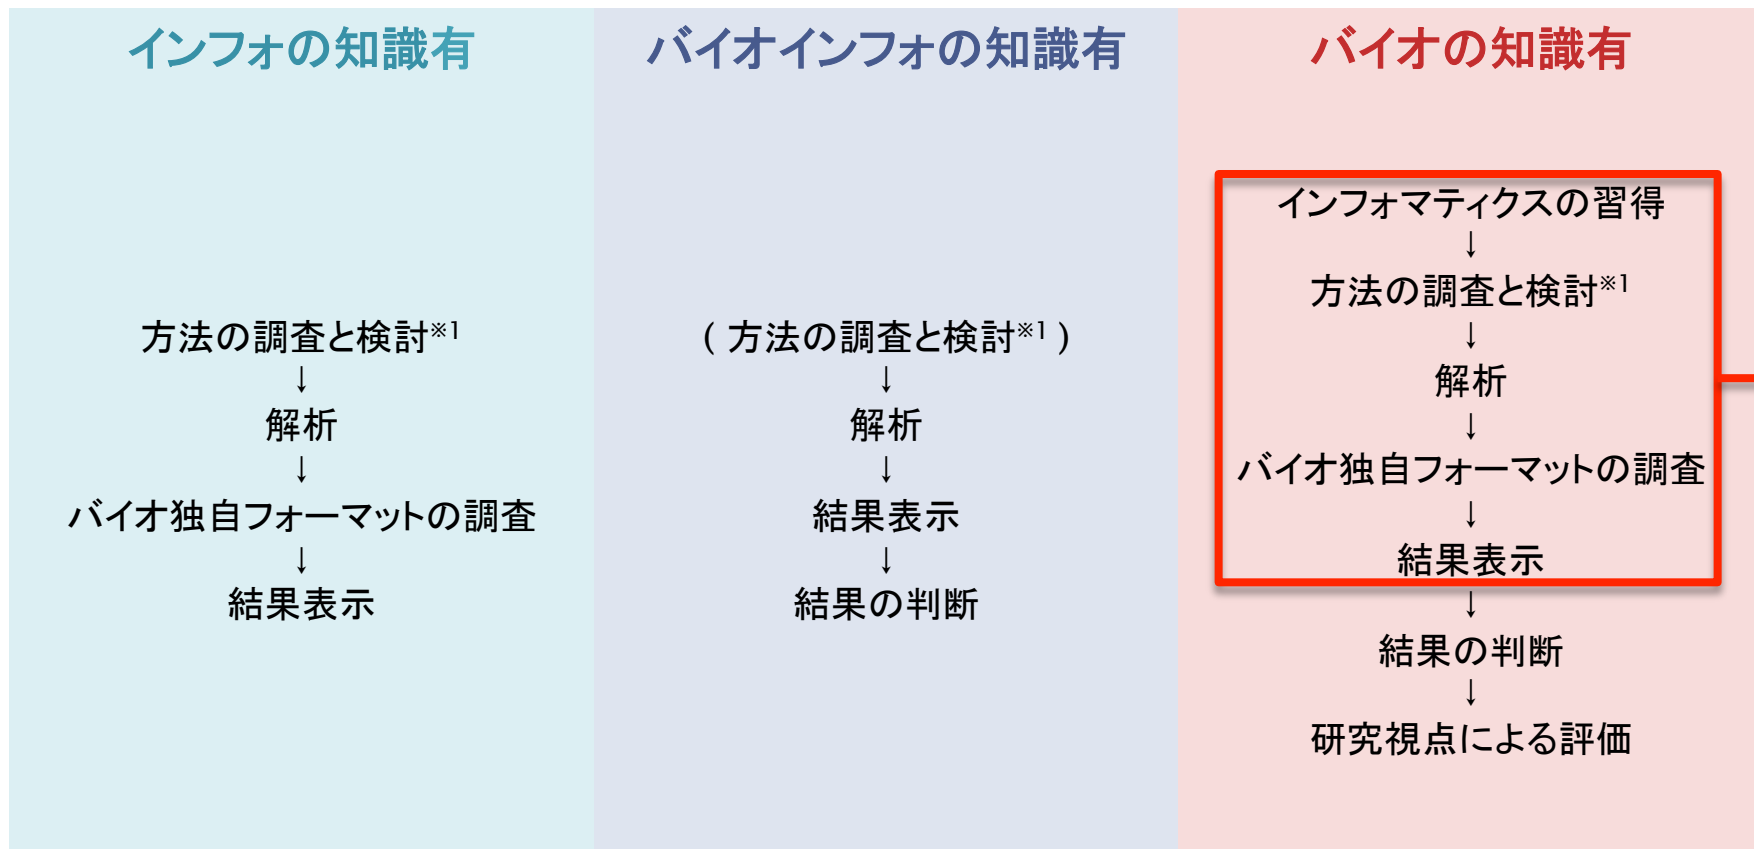 インフォの知識有
方法の調査と検討※1
↓
解析
↓
バイオ独自フォーマットの調査
↓
結果表示
バイオインフォの知識有
( 方法の調査と検討※1 )
↓
解析
↓
結果表示
↓
結果の判断
バイオの知識有
インフォマティクスの習得
↓
方法の調査と検討※1
↓
解析
↓
バイオ独自フォーマットの調査
↓
結果表示
↓
結果の判断
↓
研究視点による評価